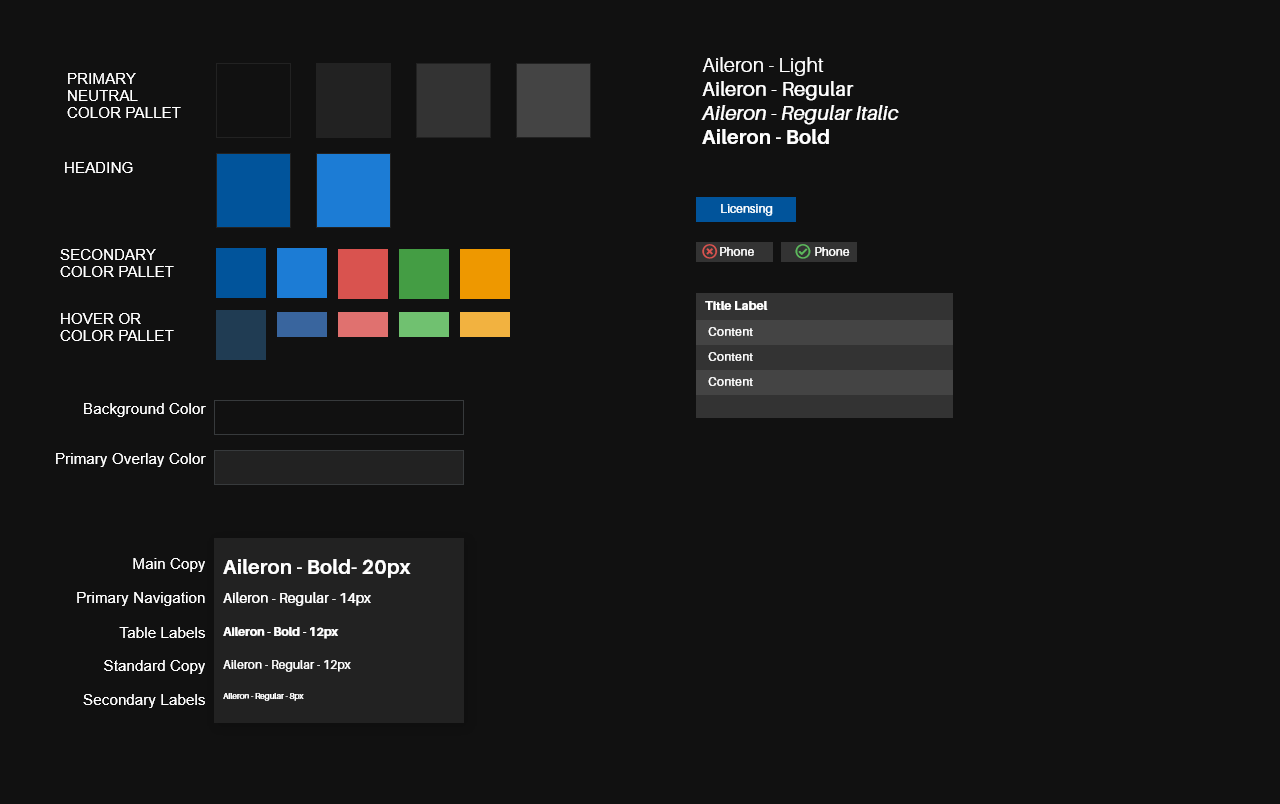 PRIMARY
NEUTRAL
COLOR PALLET
HEADING
SECONDARY
COLOR PALLET
HOVER OR
COLOR PALLET
Background Color
Primary Overlay Color
Main Copy
Aileron - Bold- 20px
Primary Navigation
Aileron - Regular - 14px
Table Labels
Aileron - Bold - 12px
Standard Copy
Aileron - Regular - 12px
Secondary Labels
Aileron - Regular - 8px
Aileron - Light
Aileron - Regular
Aileron - Regular Italic
Aileron - Bold
Licensing
Phone
Phone
Title Label
Content
Content
Content